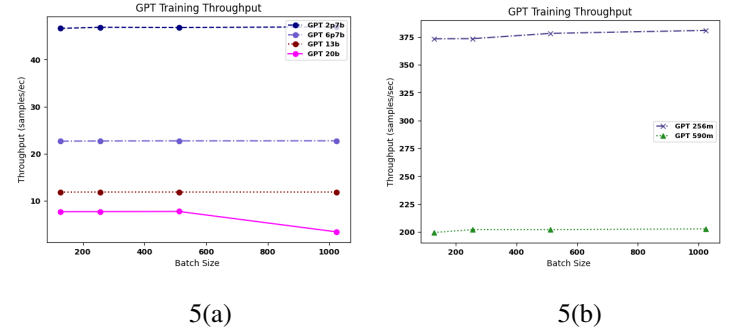 GPT Training Throughput
GPT 2p7b
GPT 6p7b
GPT 13b
GPT 20b
40
30
20
10
Throughput (samples/ec)
200
400
600
800
1000
Batch Size
5(a)
GPT Training Throughput
375
350
325
300
275
250
225
200
Throughput (samples/sec)
GPT 256m
GPT 590m
200
400
600
800
1000
Batch Size
5(b)